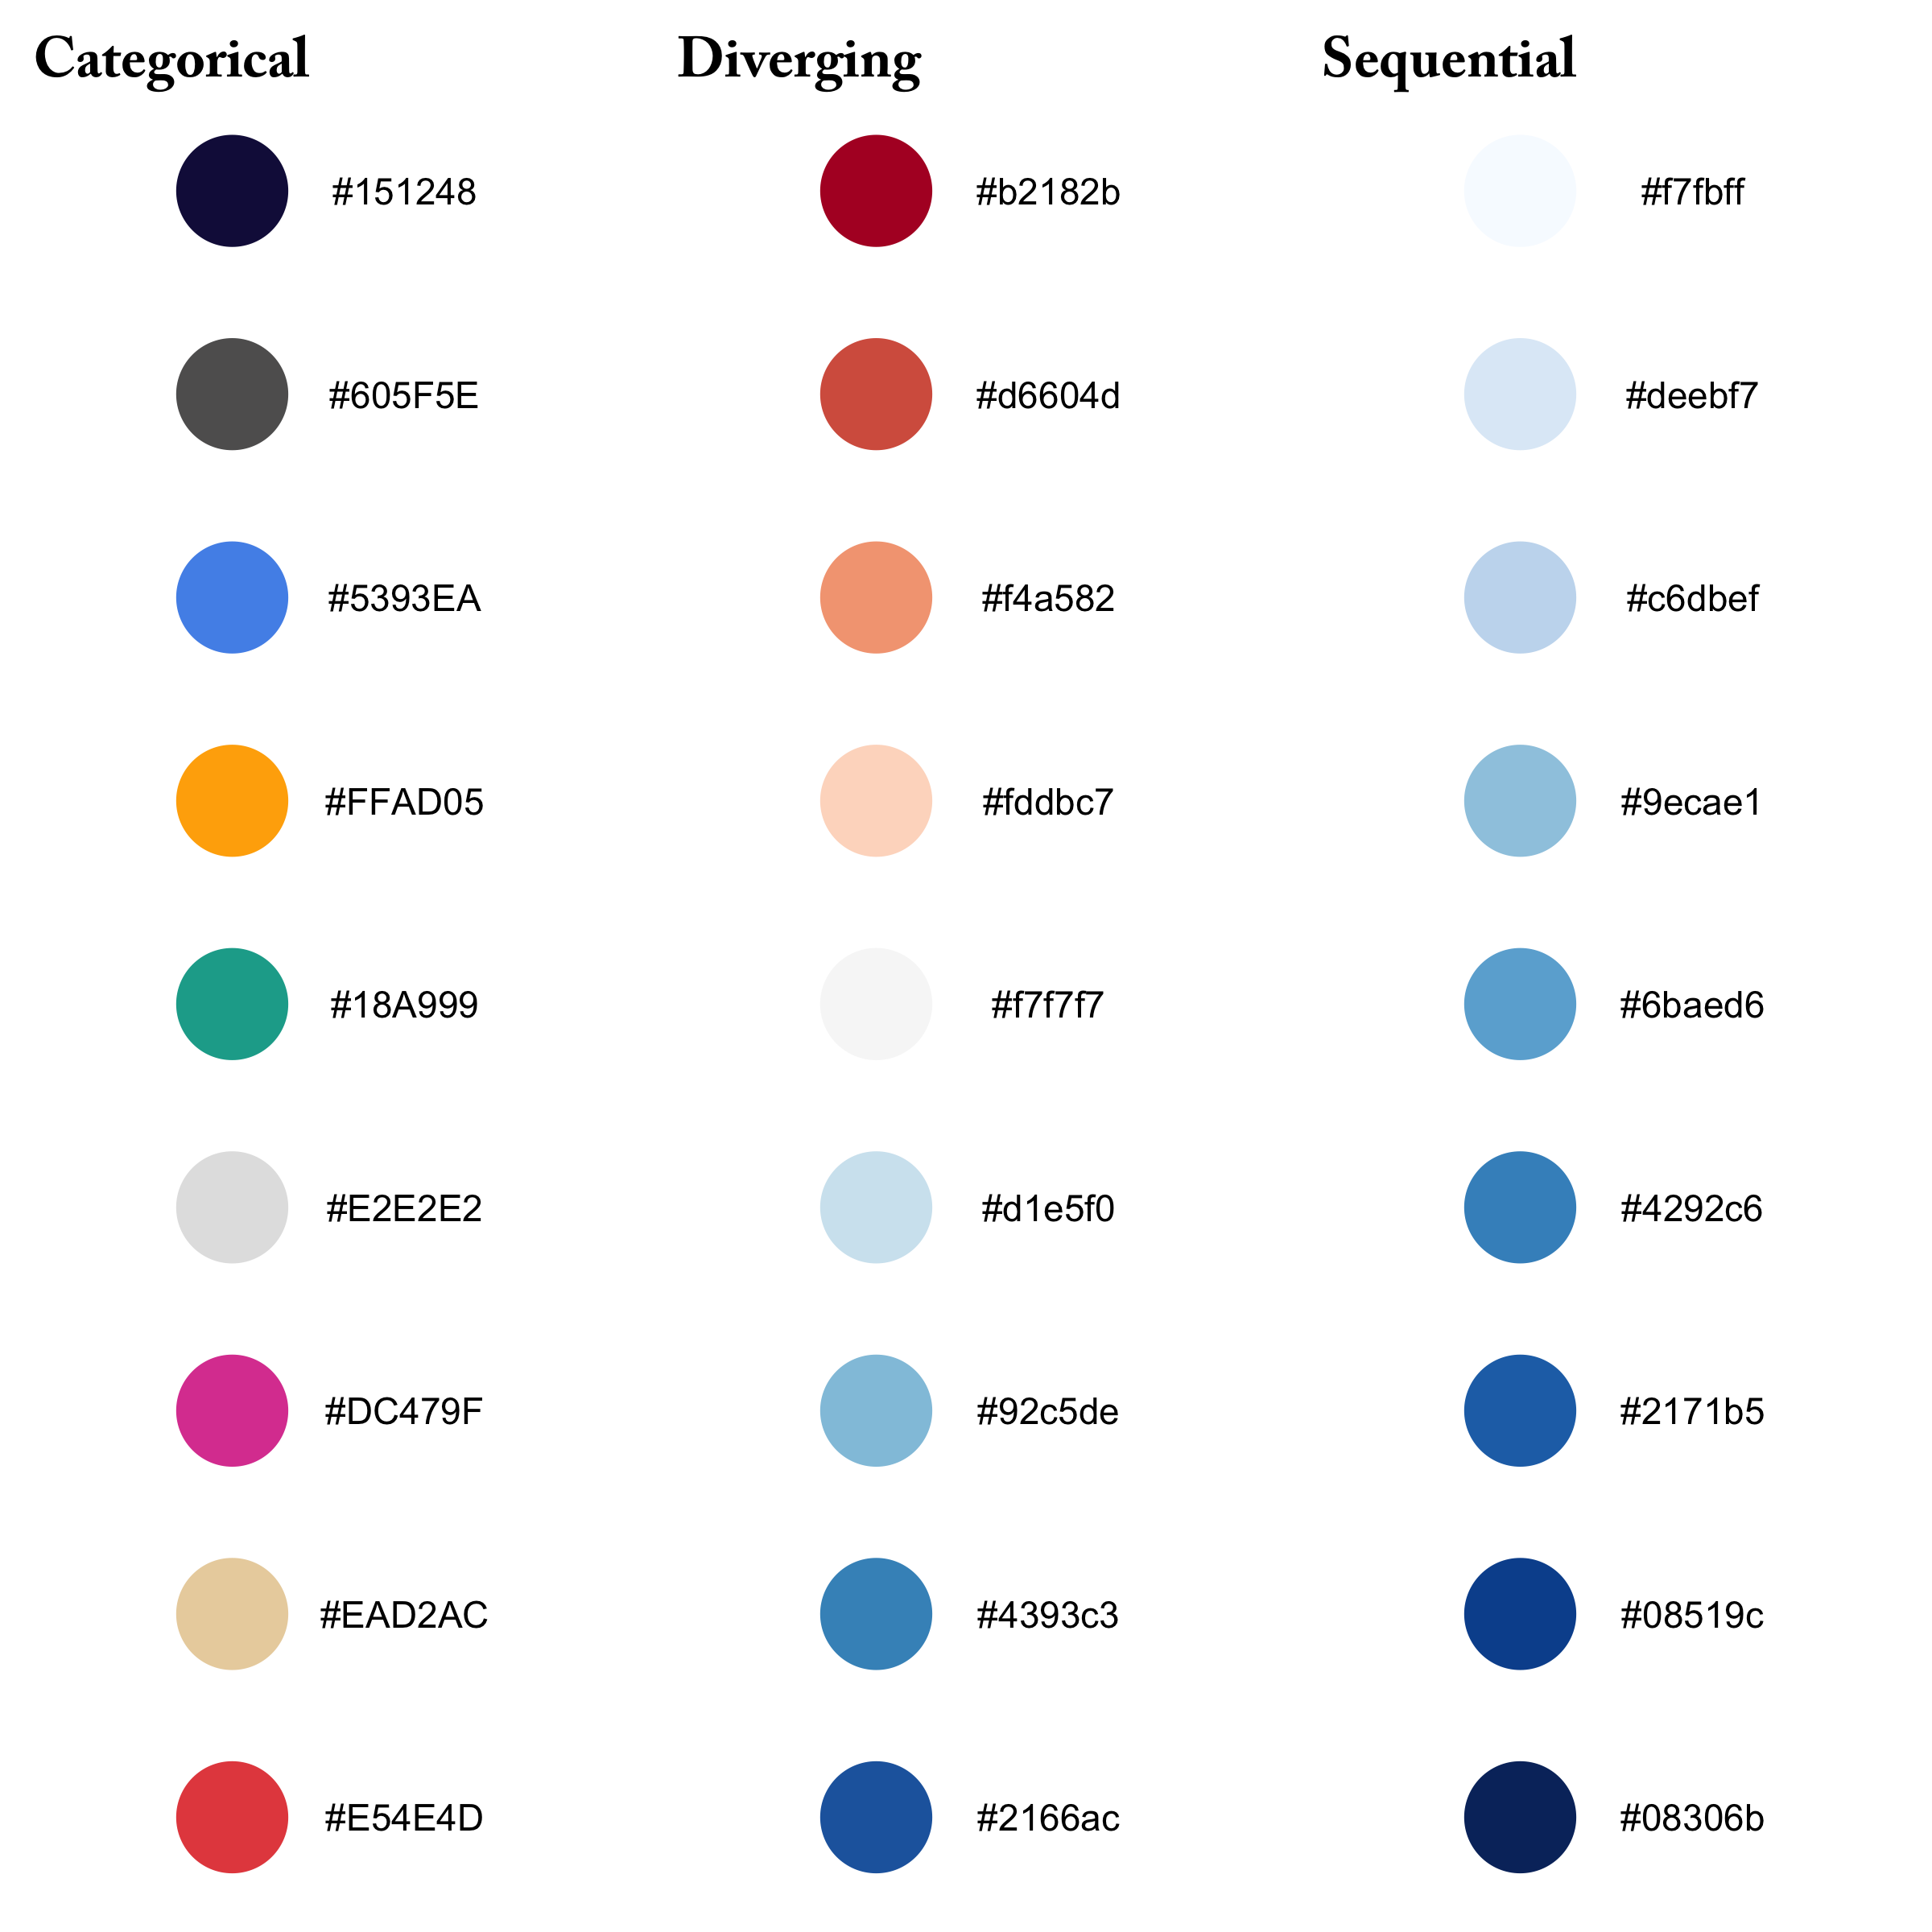 Categorical Diverging Sequential
#151248 #b2182b #f7fbff
#605F5E #d6604d #deebf7
#5393EA #f4a582 #c6dbef
#FFAD05 #fddbc7 #9ecae1
#18A999 #f7f7f7 #6baed6
#E2E2E2 #d1e5f0 #4292c6
#DC479F #92c5de #2171b5
#EAD2AC #4393c3 #08519c
#E54E4D #2166ac #08306b